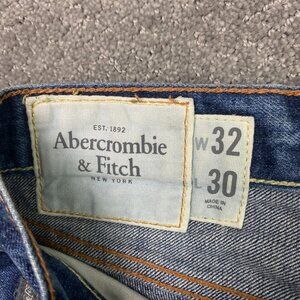 EST. 1892
Abercrombie
& Fitch
NEW YORK
W 32
L 30
MADE IN
CHINA